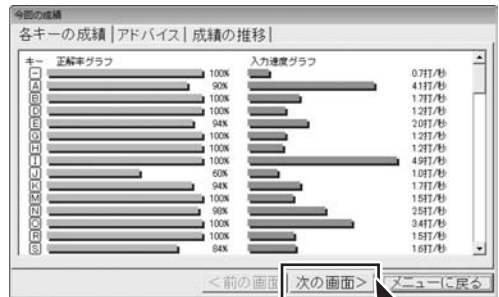 今回の成績
各キーの成績 アドバイス 成績の推移
キー 正解率グラフ 入力速度グラフ
- 100% 0.7打/秒
A 90% 4.1打/秒
B 100% 1.7打/秒
D 100% 1.2打/秒
E 94% 2.0打/秒
G 100% 1.2打/秒
H 100% 1.2打/秒
I 100% 4.9打/秒
J 60% 1.0打/秒
K 94% 1.7打/秒
M 100% 1.5打/秒
N 98% 2.5打/秒
O 100% 3.4打/秒
R 100% 1.5打/秒
S 84% 1.6打/秒
<前の画面 次の画面> メニューに戻る